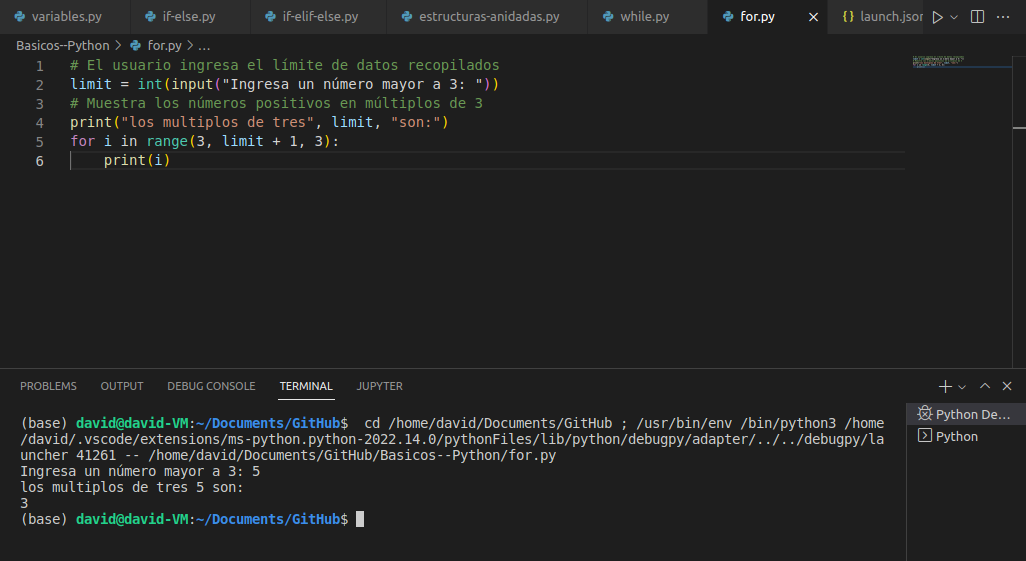 variables.py if-else.py if-elif-else.py estructuras-anidadas.py while.py for.py {} launch.jsor
Basicos--Python > for.py > ...
1 # El usuario ingresa el límite de datos recopilados
2 limit = int(input("Ingresa un número mayor a 3: "))
3 # Muestra los números positivos en múltiplos de 3
4 print("los multiplos de tres", limit, "son:")
5 for i in range(3, limit + 1, 3):
6 print(i)
PROBLEMS OUTPUT DEBUG CONSOLE TERMINAL JUPYTER
(base) david@david-VM:~/Documents/GitHub$ cd /home/david/Documents/GitHub ; /usr/bin/env /bin/python3 /home
/david/.vscode/extensions/ms-python.python-2022.14.0/pythonFiles/lib/python/debugpy/adapter/../../debugpy/la
uncher 41261 -- /home/david/Documents/GitHub/Basicos--Python/for.py
Ingresa un número mayor a 3: 5
los multiplos de tres 5 son:
3
(base) david@david-VM:~/Documents/GitHub$
Python De...
Python